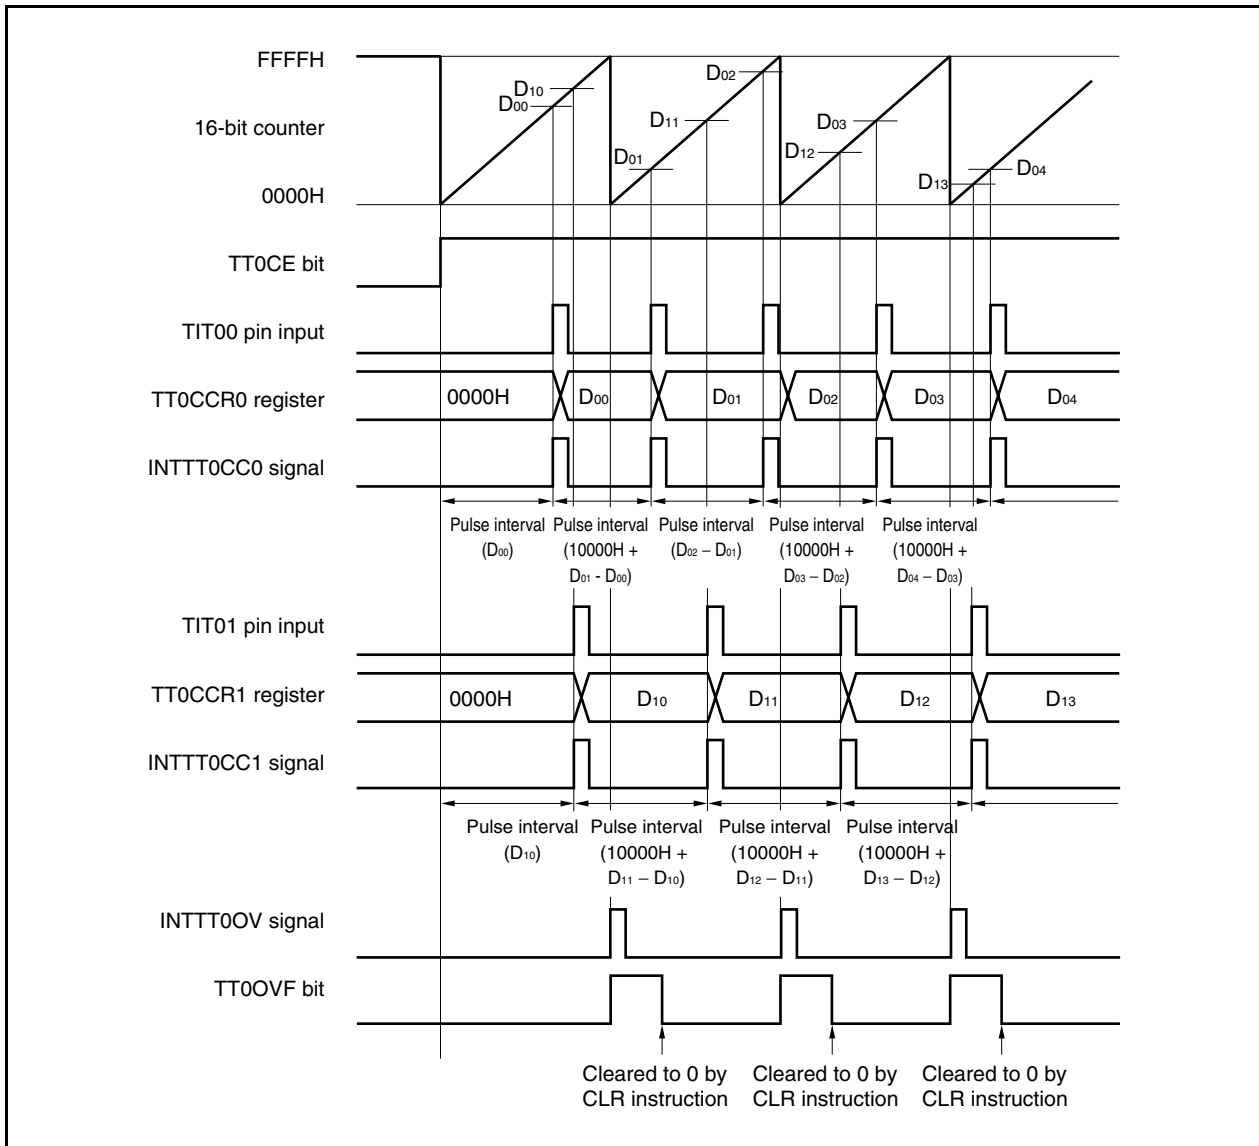 FFFFH
16-bit counter
0000H
D10
D00
D01
D11
D02
D12
D03
D13
D04
TT0CE bit
TIT00 pin input
TT0CCR0 register
0000H
D00
D01
D02
D03
D04
INTTT0CC0 signal
Pulse interval
(D00)
Pulse interval
(10000H +
D01 - D00)
Pulse interval
(D02 – D01)
Pulse interval
(10000H +
D03 – D02)
Pulse interval
(10000H +
D04 – D03)
TIT01 pin input
TT0CCR1 register
0000H
D10
D11
D12
D13
INTTT0CC1 signal
Pulse interval
(D10)
Pulse interval
(10000H +
D11 – D10)
Pulse interval
(10000H +
D12 – D11)
Pulse interval
(10000H +
D13 – D12)
INTTT0OV signal
TT0OVF bit
Cleared to 0 by
CLR instruction
Cleared to 0 by
CLR instruction
Cleared to 0 by
CLR instruction